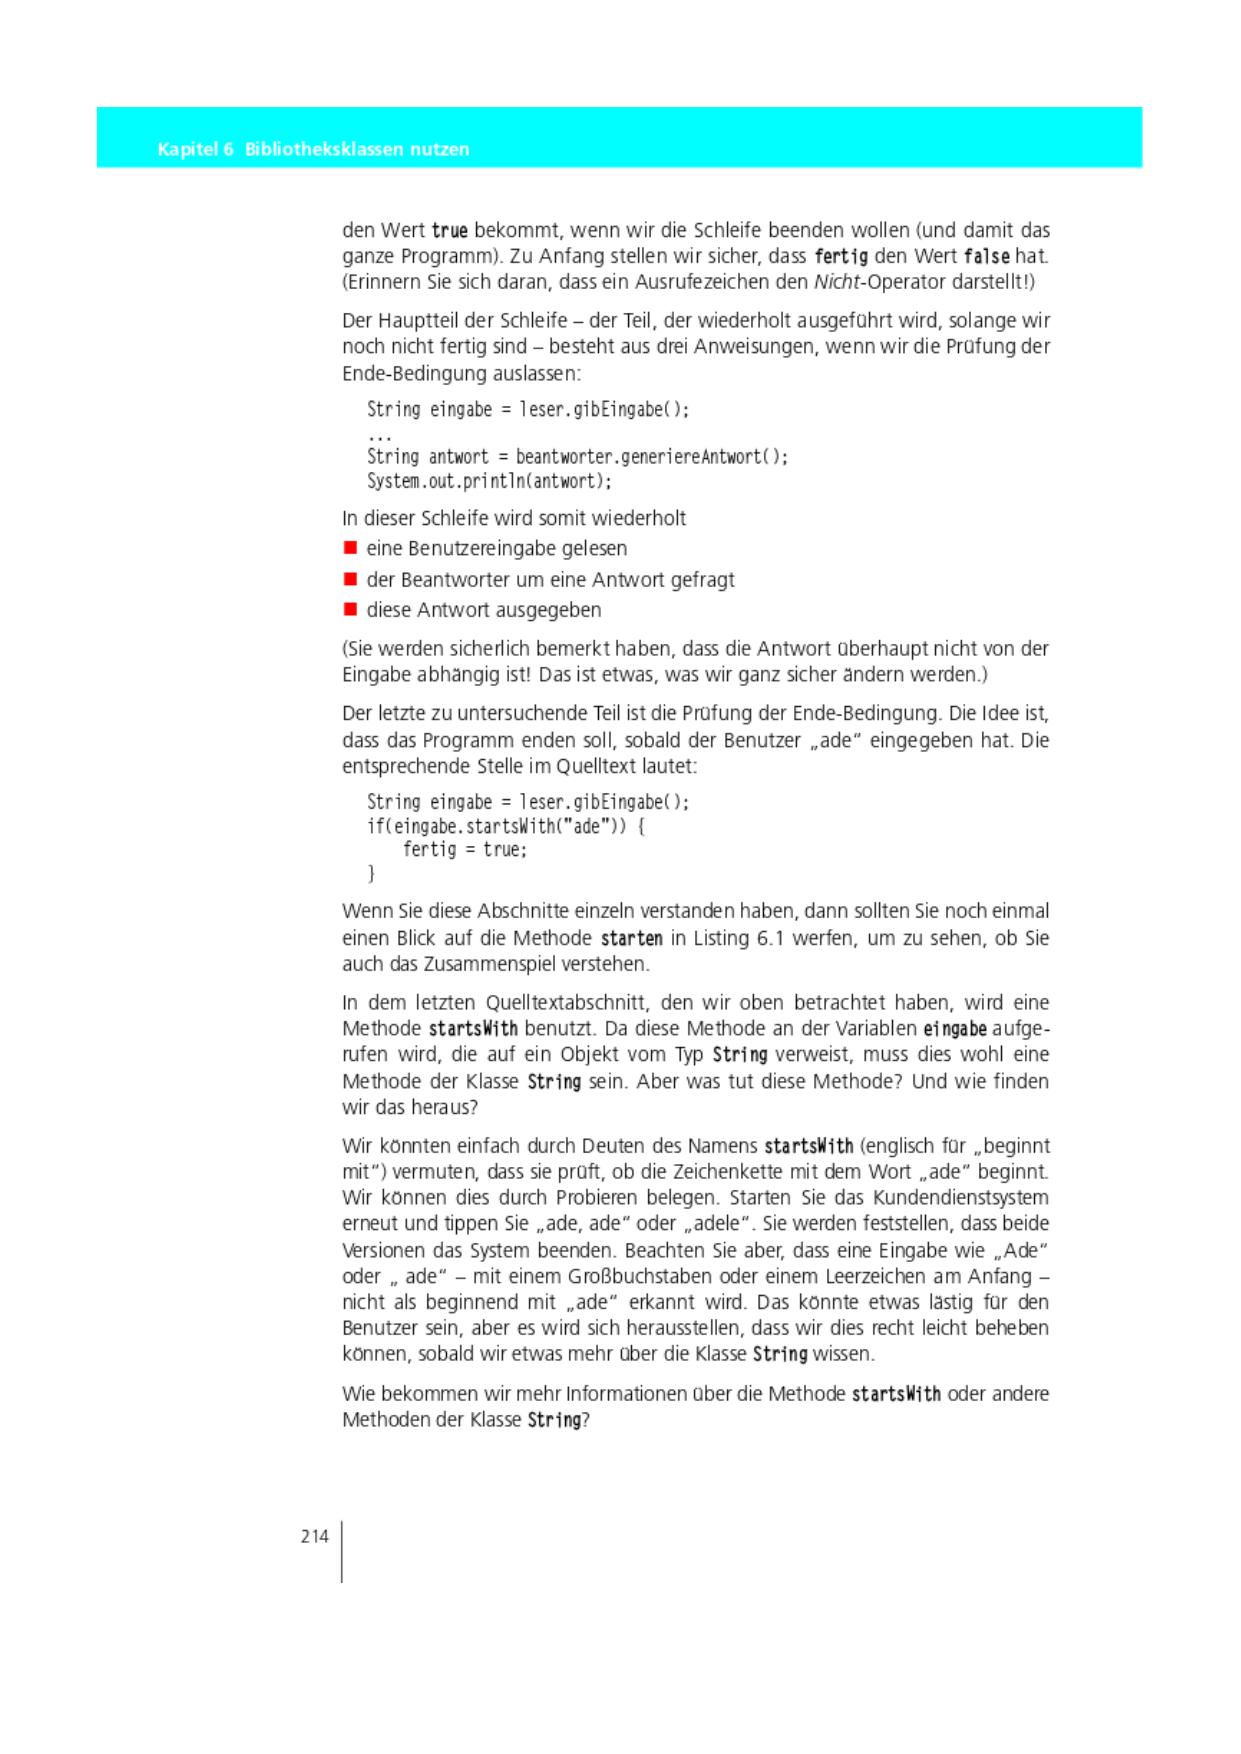 Kapitel 6 Bibliotheksklassen nutzen
den Wert true bekommt, wenn wir die Schleife beenden wollen (und damit das
ganze Programm). Zu Anfang stellen wir sicher, dass fertig den Wert false hat.
(Erinnern Sie sich daran, dass ein Ausrufezeichen den Nicht-Operator darstellt!)
Der Hauptteil der Schleife – der Teil, der wiederholt ausgeführt wird, solange wir
noch nicht fertig sind – besteht aus drei Anweisungen, wenn wir die Prüfung der
Ende-Bedingung auslassen:
String eingabe = leser.gibEingabe();
...
String antwort = beantworter.generiereAntwort();
System.out.println(antwort);
In dieser Schleife wird somit wiederholt
■ eine Benutzereingabe gelesen
■ der Beantworter um eine Antwort gefragt
■ diese Antwort ausgegeben
(Sie werden sicherlich bemerkt haben, dass die Antwort überhaupt nicht von der
Eingabe abhängig ist! Das ist etwas, was wir ganz sicher ändern werden.)
Der letzte zu untersuchende Teil ist die Prüfung der Ende-Bedingung. Die Idee ist,
dass das Programm enden soll, sobald der Benutzer „ade“ eingegeben hat. Die
entsprechende Stelle im Quelltext lautet:
String eingabe = leser.gibEingabe();
if(eingabe.startsWith("ade")) {
fertig = true;
}
Wenn Sie diese Abschnitte einzeln verstanden haben, dann sollten Sie noch einmal
einen Blick auf die Methode starten in Listing 6.1 werfen, um zu sehen, ob Sie
auch das Zusammenspiel verstehen.
In dem letzten Quelltextabschnitt, den wir oben betrachtet haben, wird eine
Methode startsWith benutzt. Da diese Methode an der Variablen eingabe aufge-
rufen wird, die auf ein Objekt vom Typ String verweist, muss dies wohl eine
Methode der Klasse String sein. Aber was tut diese Methode? Und wie finden
wir das heraus?
Wir könnten einfach durch Deuten des Namens startsWith (englisch für „beginnt
mit“) vermuten, dass sie prüft, ob die Zeichenkette mit dem Wort „ade“ beginnt.
Wir können dies durch Probieren belegen. Starten Sie das Kundendienstsystem
erneut und tippen Sie „ade, ade“ oder „adele“. Sie werden feststellen, dass beide
Versionen das System beenden. Beachten Sie aber, dass eine Eingabe wie „Ade“
oder „ ade“ – mit einem Großbuchstaben oder einem Leerzeichen am Anfang –
nicht als beginnend mit „ade“ erkannt wird. Das könnte etwas lästig für den
Benutzer sein, aber es wird sich herausstellen, dass wir dies recht leicht beheben
können, sobald wir etwas mehr über die Klasse String wissen.
Wie bekommen wir mehr Informationen über die Methode startsWith oder andere
Methoden der Klasse String?
214